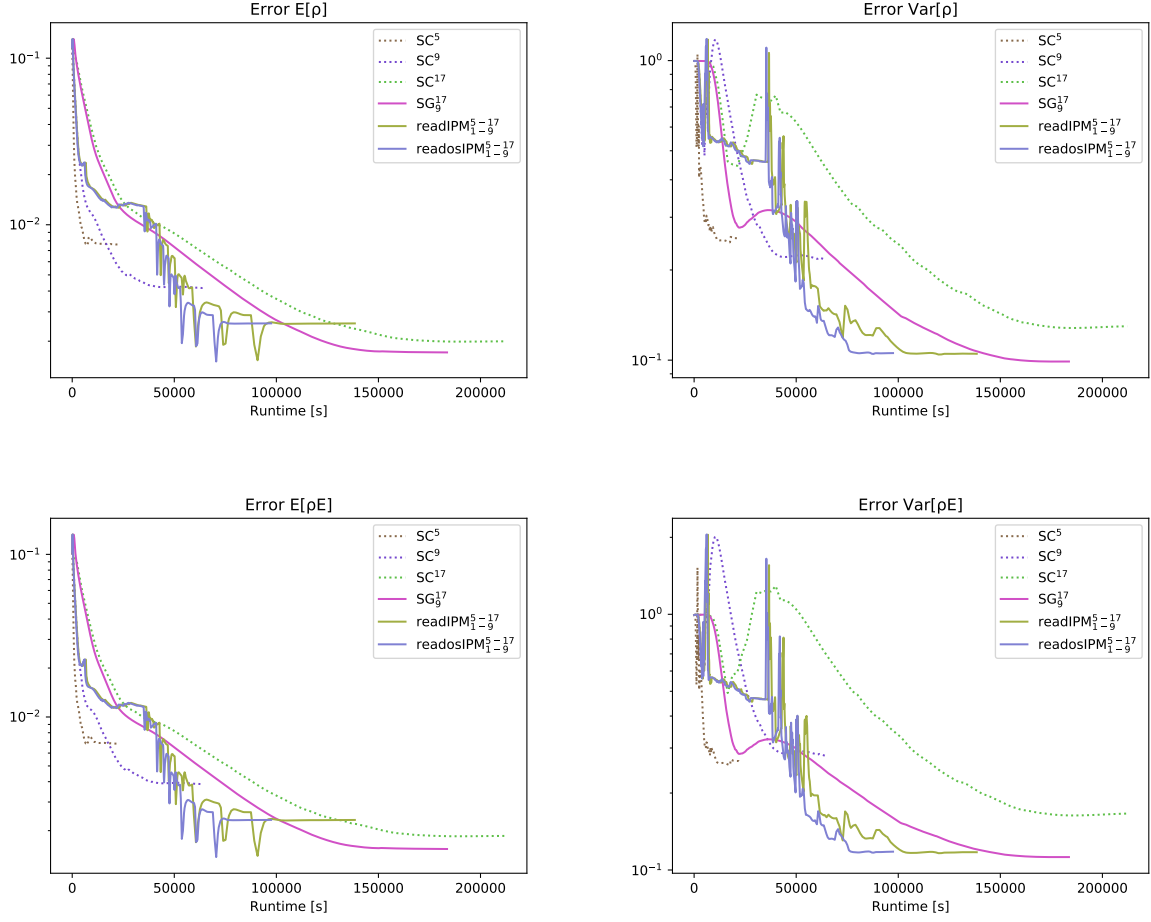 Error E[ρ]
10⁻¹
10⁻²
0
50000
100000
150000
200000
Runtime [s]
SC⁵
SC⁹
SC¹⁷
SG₉¹⁷
readIPM₁₋₉⁵⁻¹⁷
readosIPM₁₋₉⁵⁻¹⁷
Error Var[ρ]
10⁰
10⁻¹
0
50000
100000
150000
200000
Runtime [s]
SC⁵
SC⁹
SC¹⁷
SG₉¹⁷
readIPM₁₋₉⁵⁻¹⁷
readosIPM₁₋₉⁵⁻¹⁷
Error E[ρE]
10⁻¹
10⁻²
0
50000
100000
150000
200000
Runtime [s]
SC⁵
SC⁹
SC¹⁷
SG₉¹⁷
readIPM₁₋₉⁵⁻¹⁷
readosIPM₁₋₉⁵⁻¹⁷
Error Var[ρE]
10⁰
10⁻¹
0
50000
100000
150000
200000
Runtime [s]
SC⁵
SC⁹
SC¹⁷
SG₉¹⁷
readIPM₁₋₉⁵⁻¹⁷
readosIPM₁₋₉⁵⁻¹⁷